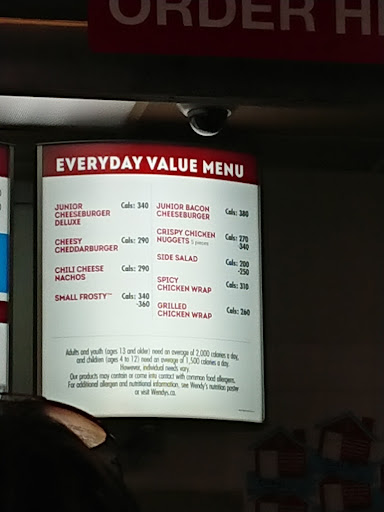 ORDER H
EVERYDAY VALUE MENU
JUNIOR
CHEESEBURGER
DELUXE
Cals: 340
CHEESY
CHEDDARBURGER
Cals: 290
CHILI CHEESE
NACHOS
Cals: 290
SMALL FROSTY™
Cals: 340
-360
JUNIOR BACON
CHEESEBURGER
Cals: 380
CRISPY CHICKEN
NUGGETS 5 pieces
Cals: 270
340
SIDE SALAD
Cals: 200
-250
SPICY
CHICKEN WRAP
Cals: 310
GRILLED
CHICKEN WRAP
Cals: 260
Adults and youth (ages 13 and older) need an average of 2,000 calories a day,
and children (ages 4 to 12) need an average of 1,500 calories a day.
However, individual needs vary.
Our products may contain or come into contact with common food allergens.
For additional allergen and nutritional information, see Wendy's nutrition poster
or visit Wendys.ca.